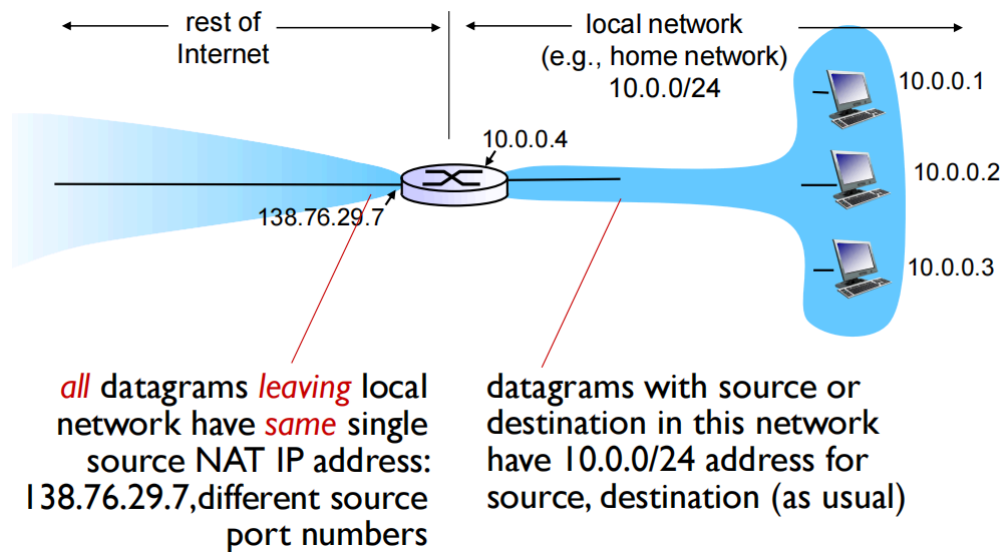 rest of
Internet
local network
(e.g., home network)
10.0.0/24
10.0.0.1
10.0.0.4
10.0.0.2
138.76.29.7
10.0.0.3
all datagrams leaving local
network have same single
source NAT IP address:
138.76.29.7,different source
port numbers
datagrams with source or
destination in this network
have 10.0.0/24 address for
source, destination (as usual)